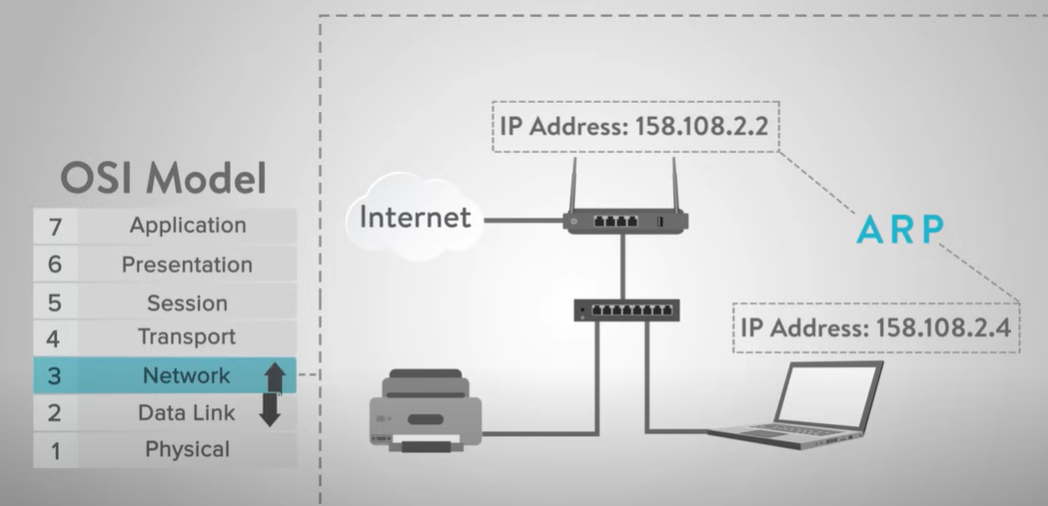 OSI Model
7 Application
6 Presentation
5 Session
4 Transport
3 Network
2 Data Link
1 Physical
IP Address: 158.108.2.2
Internet
ARP
IP Address: 158.108.2.4